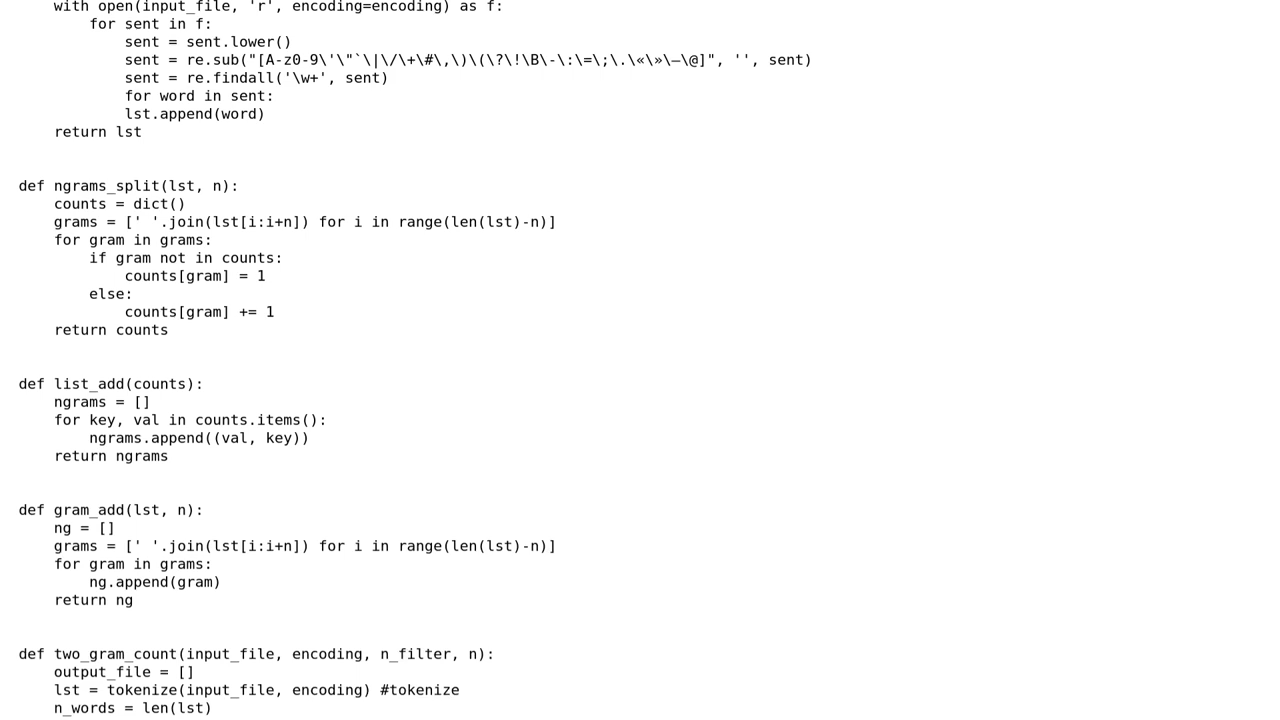 with open(input_file, 'r', encoding=encoding) as f:
        for sent in f:
            sent = sent.lower()
            sent = re.sub("[A-z0-9\'\"`\|\/\+\#\,\)\(\?\!\B\-\:\=\;\.\«\»\—\@]", '', sent)
            sent = re.findall('\w+', sent)
            for word in sent:
            lst.append(word)
    return lst
def ngrams_split(lst, n):
    counts = dict()
    grams = [' '.join(lst[i:i+n]) for i in range(len(lst)-n)]
    for gram in grams:
        if gram not in counts:
            counts[gram] = 1
        else:
            counts[gram] += 1
    return counts
def list_add(counts):
    ngrams = []
    for key, val in counts.items():
        ngrams.append((val, key))
    return ngrams
def gram_add(lst, n):
    ng = []
    grams = [' '.join(lst[i:i+n]) for i in range(len(lst)-n)]
    for gram in grams:
        ng.append(gram)
    return ng
def two_gram_count(input_file, encoding, n_filter, n):
    output_file = []
    lst = tokenize(input_file, encoding) #tokenize
    n_words = len(lst)